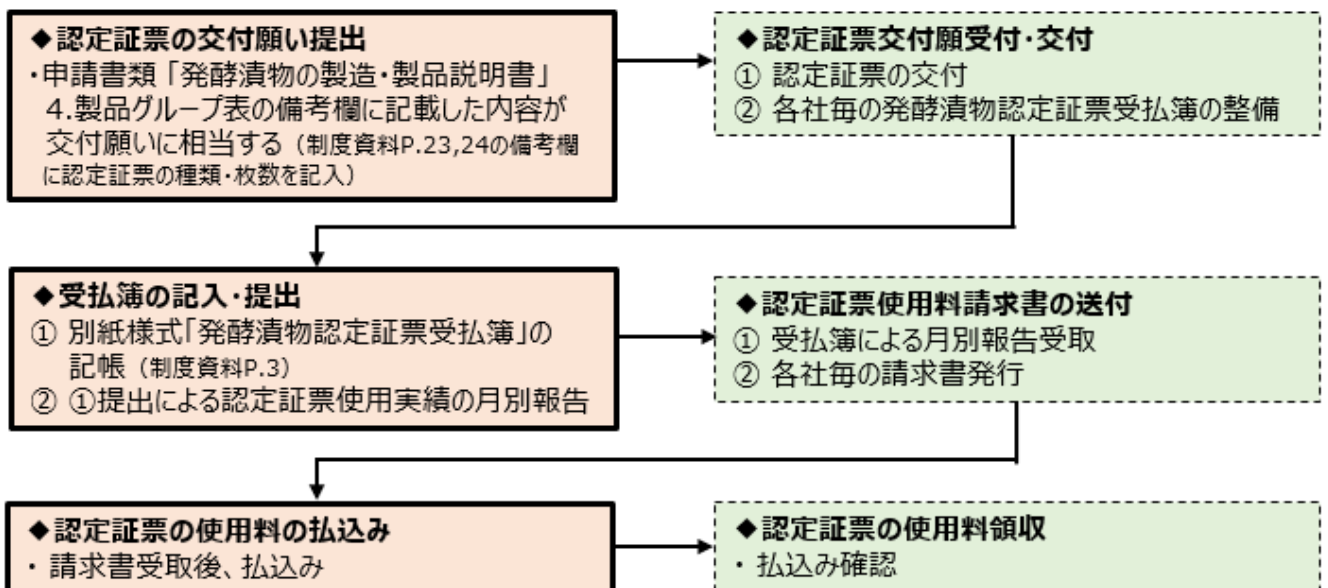 ◆認定証票の交付願い提出
・申請書類「発酵漬物の製造・製品説明書」
4.製品グループ表の備考欄に記載した内容が
交付願いに相当する（制度資料P.23,24の備考欄
に認定証票の種類・枚数を記入）
◆認定証票交付願受付・交付
① 認定証票の交付
② 各社毎の発酵漬物認定証票受払簿の整備
◆受払簿の記入・提出
① 別紙様式「発酵漬物認定証票受払簿」の
記帳（制度資料P.3）
② ①提出による認定証票使用実績の月別報告
◆認定証票使用料請求書の送付
① 受払簿による月別報告受取
② 各社毎の請求書発行
◆認定証票の使用料の払込み
・ 請求書受取後、払込み
◆認定証票の使用料領収
・ 払込み確認